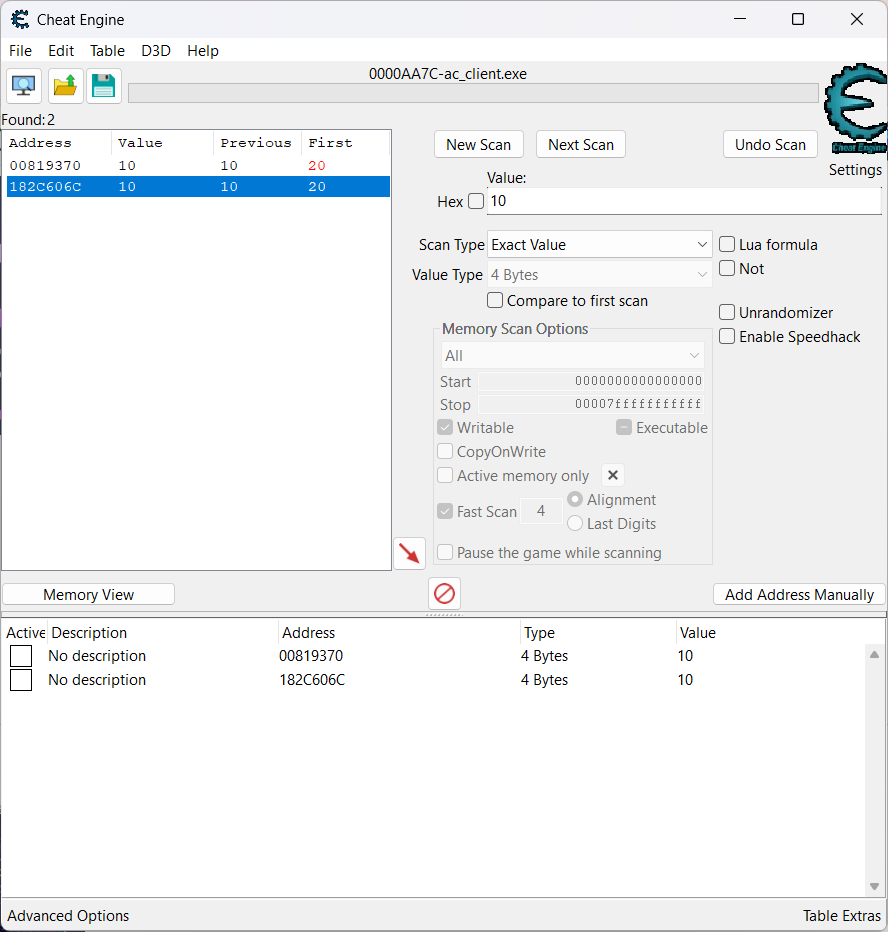 Cheat Engine
File Edit Table D3D Help
0000AA7C-ac_client.exe
Cheat Engine
Found:2
Address Value Previous First
00819370 10 10 20
182C606C 10 10 20
New Scan Next Scan Undo Scan
Settings
Value:
Hex 10
Scan Type Exact Value Lua formula
Value Type 4 Bytes Not
Compare to first scan
Unrandomizer
Enable Speedhack
Memory Scan Options
All
Start 0000000000000000
Stop 00007fffffffffff
Writable Executable
CopyOnWrite
Active memory only
Fast Scan 4 Alignment
Last Digits
Pause the game while scanning
Memory View Add Address Manually
Active Description Address Type Value
No description 00819370 4 Bytes 10
No description 182C606C 4 Bytes 10
Advanced Options Table Extras